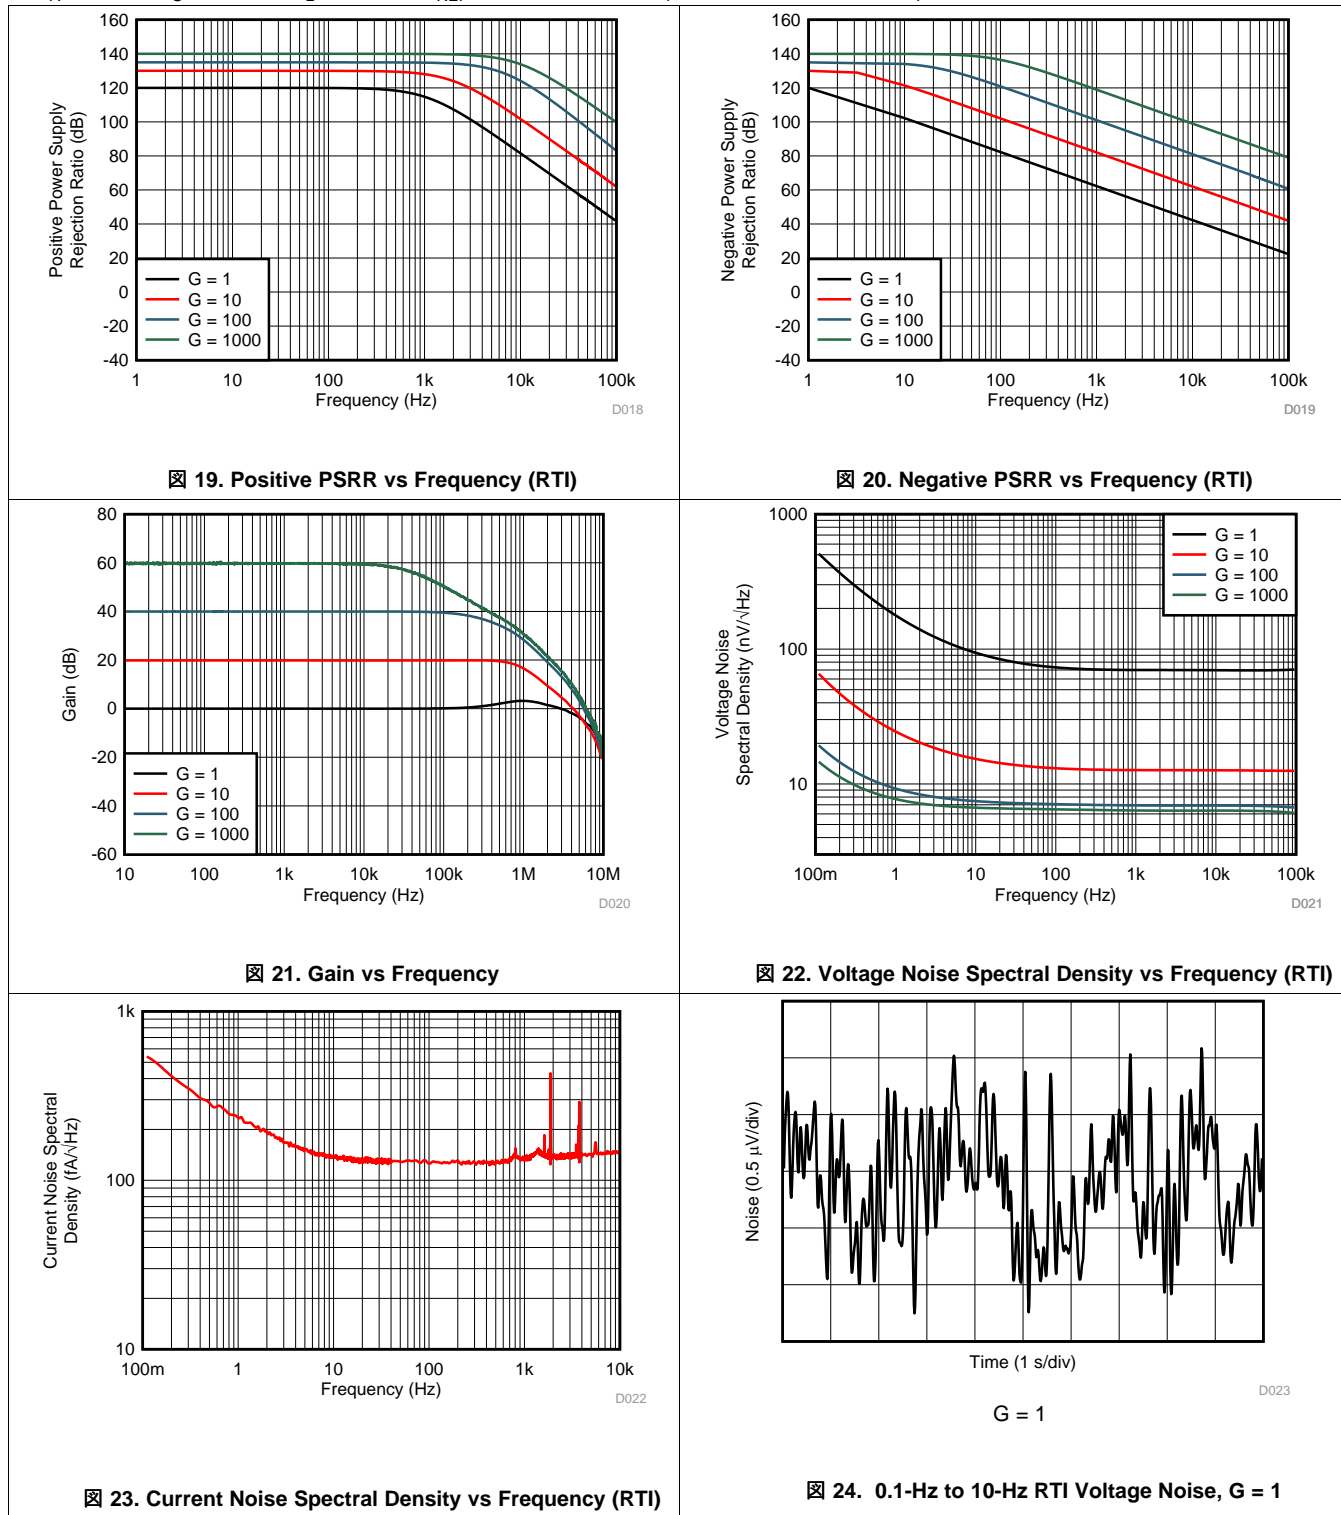 160
140
120
100
80
60
40
20
0
-20
-40
Positive Power Supply
Rejection Ratio (dB)
G = 1
G = 10
G = 100
G = 1000
1 10 100 1k 10k 100k
Frequency (Hz)
D018
図 19. Positive PSRR vs Frequency (RTI)
160
140
120
100
80
60
40
20
0
-20
-40
Negative Power Supply
Rejection Ratio (dB)
G = 1
G = 10
G = 100
G = 1000
1 10 100 1k 10k 100k
Frequency (Hz)
D019
図 20. Negative PSRR vs Frequency (RTI)
80
60
40
20
0
-20
-40
-60
Gain (dB)
G = 1
G = 10
G = 100
G = 1000
10 100 1k 10k 100k 1M 10M
Frequency (Hz)
D020
図 21. Gain vs Frequency
1000
100
10
Voltage Noise
Spectral Density (nV/√Hz)
G = 1
G = 10
G = 100
G = 1000
100m 1 10 100 1k 10k 100k
Frequency (Hz)
D021
図 22. Voltage Noise Spectral Density vs Frequency (RTI)
1k
100
10
Current Noise Spectral
Density (fA/√Hz)
100m 1 10 100 1k 10k
Frequency (Hz)
D022
図 23. Current Noise Spectral Density vs Frequency (RTI)
Noise (0.5 μV/div)
Time (1 s/div)
D023
G = 1
図 24. 0.1-Hz to 10-Hz RTI Voltage Noise, G = 1